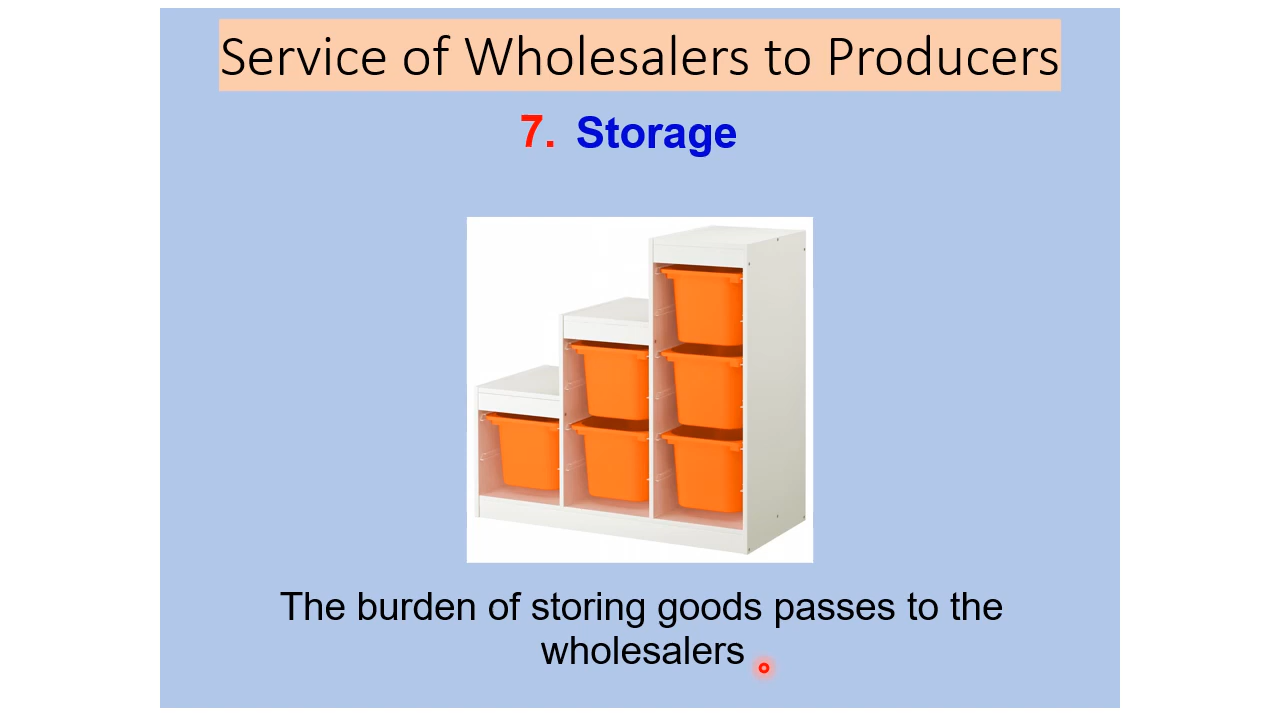 Service of Wholesalers to Producers
7. Storage
The burden of storing goods passes to the
wholesalers